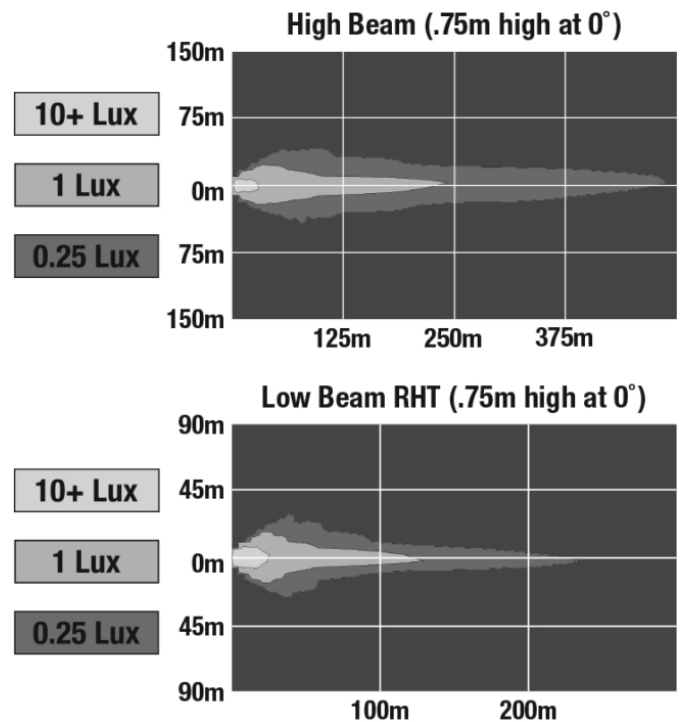 High Beam (.75m high at 0°)
150m
10+ Lux
75m
1 Lux
0m
0.25 Lux
75m
150m
125m 250m 375m
Low Beam RHT (.75m high at 0°)
90m
10+ Lux
45m
1 Lux
0m
0.25 Lux
45m
90m
100m 200m